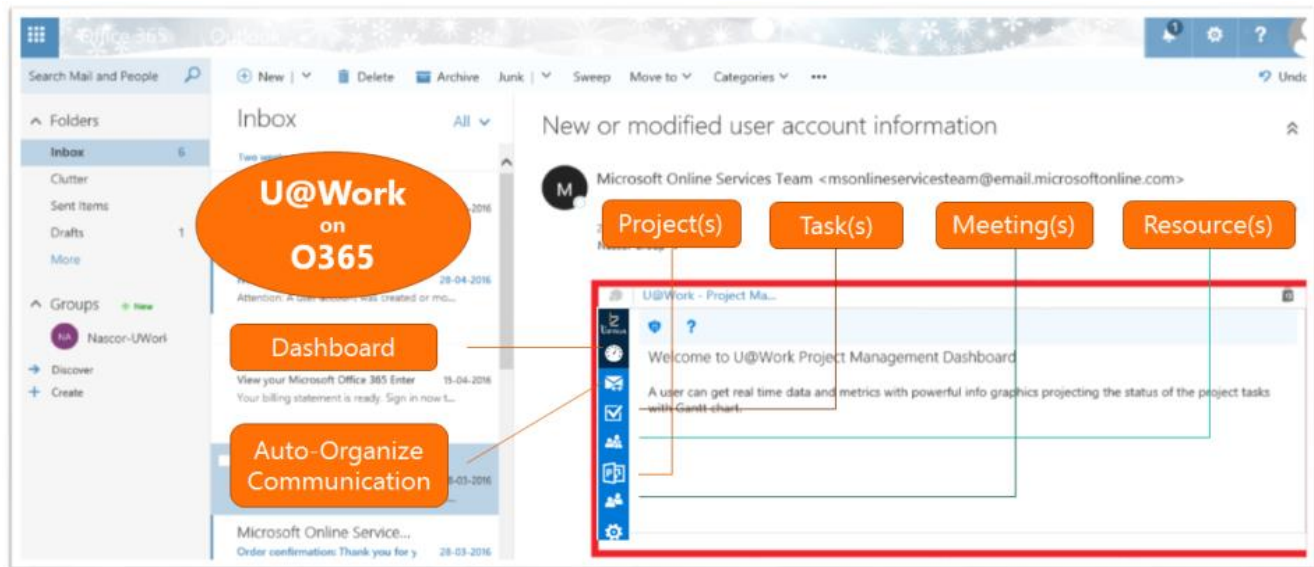 Office 365
Outlook
1
?
Search Mail and People
New
Delete
Archive
Junk
Sweep
Move to
Categories
•••
Undo
Folders
Inbox 6
Clutter
Sent Items
Drafts 1
More
Groups
New
NA
Nascor-UWork
Discover
Create
Inbox
All
U@Work
on
O365
-2016
28-04-2016
Attention: A user account was created or mo...
Dashboard
View your Microsoft Office 365 Enter 15-04-2016
Your billing statement is ready. Sign in now t...
Auto-Organize
Communication
8-03-2016
Microsoft Online Service...
Order confirmation: Thank you for y 28-03-2016
New or modified user account information
M
Microsoft Online Services Team <msonlineservicesteam@email.microsoftonline.com>
Project(s)
Task(s)
Meeting(s)
Resource(s)
U@Work - Project Ma...
?
Welcome to U@Work Project Management Dashboard
A user can get real time data and metrics with powerful info graphics projecting the status of the project tasks
with Gantt chart.